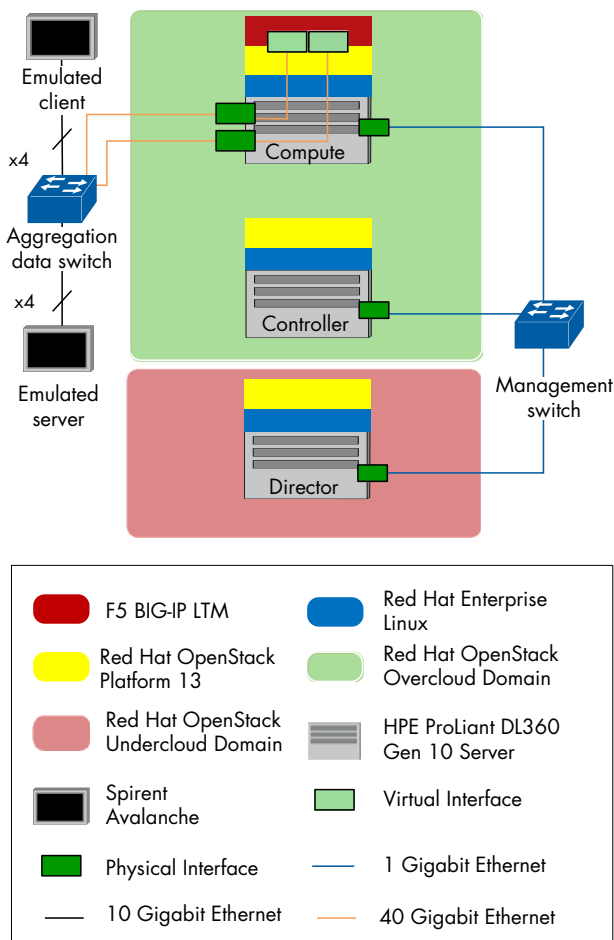 Emulated
client
x4
Aggregation
data switch
x4
Emulated
server
Compute
Controller
Management
switch
Director
F5 BIG-IP LTM
Red Hat Enterprise
Linux
Red Hat OpenStack
Platform 13
Red Hat OpenStack
Overcloud Domain
Red Hat OpenStack
Undercloud Domain
HPE ProLiant DL360
Gen 10 Server
Spirent
Avalanche
Virtual Interface
Physical Interface
1 Gigabit Ethernet
10 Gigabit Ethernet
40 Gigabit Ethernet